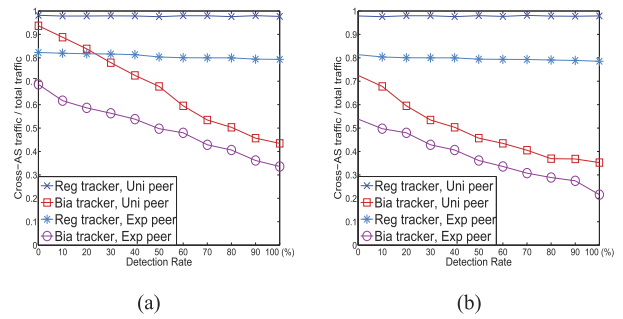 Cross−AS traffic / total traffic
1
0.9
0.8
0.7
0.6
0.5
0.4
0.3
0.2
0.1
0
Reg tracker, Uni peer
Bia tracker, Uni peer
Reg tracker, Exp peer
Bia tracker, Exp peer
0 10 20 30 40 50 60 70 80 90 100 (%)
Detection Rate
(a)
Cross−AS traffic / total traffic
1
0.9
0.8
0.7
0.6
0.5
0.4
0.3
0.2
0.1
0
Reg tracker, Uni peer
Bia tracker, Uni peer
Reg tracker, Exp peer
Bia tracker, Exp peer
0 10 20 30 40 50 60 70 80 90 100 (%)
Detection Rate
(b)